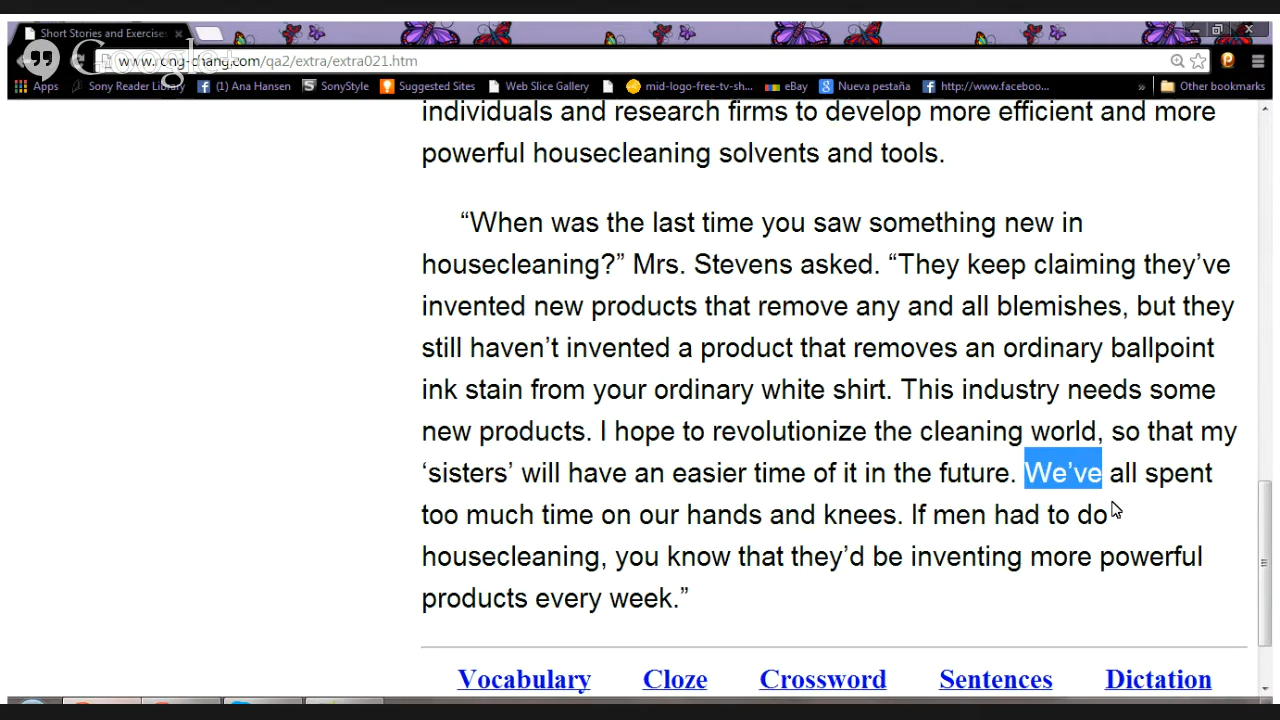 Short Stories and Exercises
Google+
www.rong-chang.com/qa2/extra/extra021.htm
Apps Sony Reader Library (1) Ana Hansen SonyStyle Suggested Sites Web Slice Gallery mid-logo-free-tv-sh... eBay Nueva pestaña http://www.faceboo... » Other bookmarks
individuals and research firms to develop more efficient and more
powerful housecleaning solvents and tools.
“When was the last time you saw something new in
housecleaning?” Mrs. Stevens asked. “They keep claiming they’ve
invented new products that remove any and all blemishes, but they
still haven’t invented a product that removes an ordinary ballpoint
ink stain from your ordinary white shirt. This industry needs some
new products. I hope to revolutionize the cleaning world, so that my
‘sisters’ will have an easier time of it in the future. We’ve all spent
too much time on our hands and knees. If men had to do
housecleaning, you know that they’d be inventing more powerful
products every week.”
Vocabulary Cloze Crossword Sentences Dictation